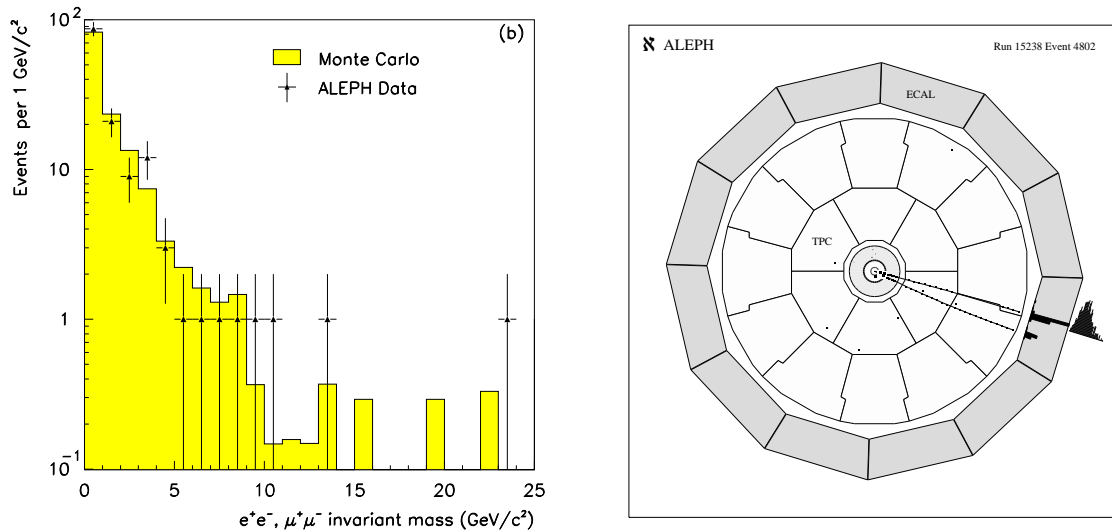 Events per 1 GeV/c²
10²
10
1
10⁻¹
(b)
Monte Carlo
ALEPH Data
0 5 10 15 20 25
e⁺e⁻, μ⁺μ⁻ invariant mass (GeV/c²)
ℵ ALEPH Run 15238 Event 4802
ECAL
TPC